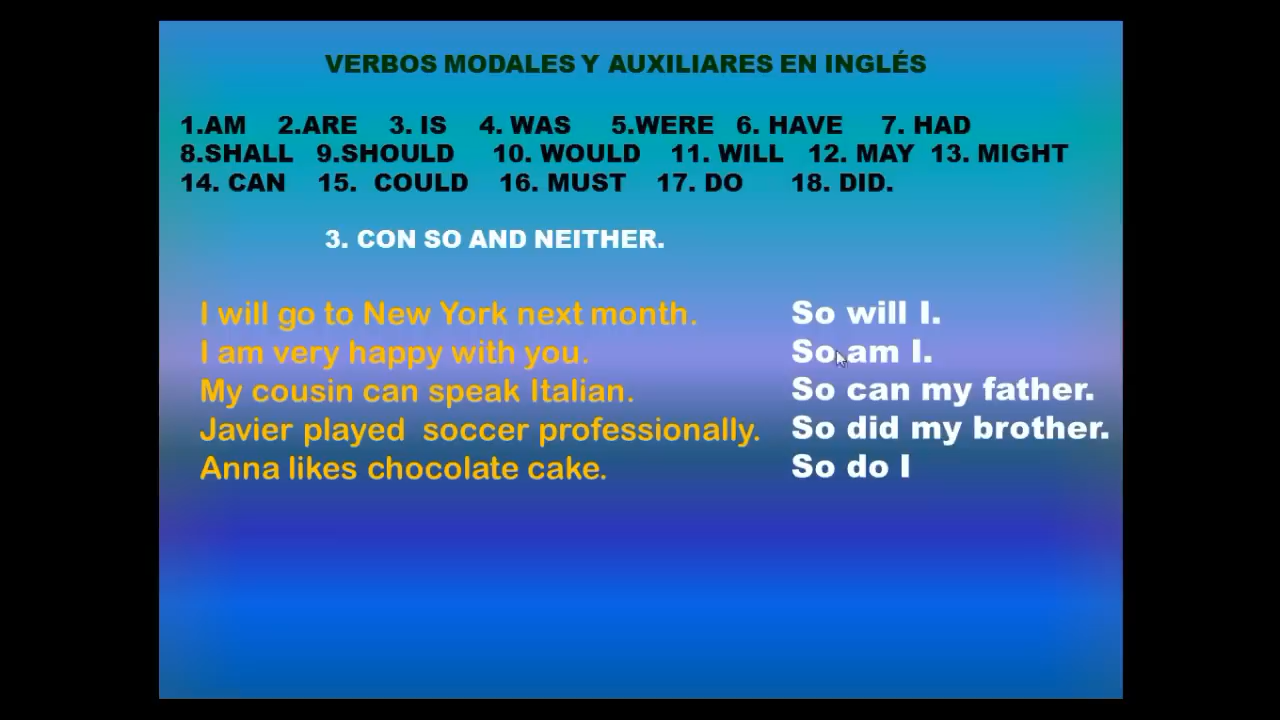 VERBOS MODALES Y AUXILIARES EN INGLÉS
1.AM 2.ARE 3. IS 4. WAS 5.WERE 6. HAVE 7. HAD
8.SHALL 9.SHOULD 10. WOULD 11. WILL 12. MAY 13. MIGHT
14. CAN 15. COULD 16. MUST 17. DO 18. DID.
3. CON SO AND NEITHER.
I will go to New York next month. So will I.
I am very happy with you. So am I.
My cousin can speak Italian. So can my father.
Javier played soccer professionally. So did my brother.
Anna likes chocolate cake. So do I